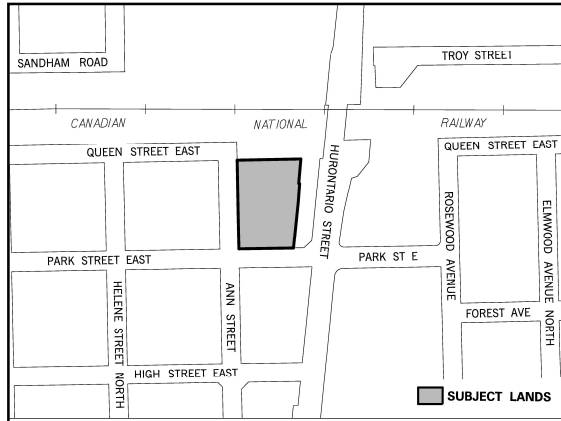 SANDHAM ROAD
TROY STREET
CANADIAN NATIONAL RAILWAY
QUEEN STREET EAST
QUEEN STREET EAST
HURONTARIO STREET
ROSEWOOD AVENUE
ELMWOOD AVENUE NORTH
PARK STREET EAST
PARK ST E
HELENE STREET NORTH
ANN STREET
FOREST AVE
HIGH STREET EAST
SUBJECT LANDS